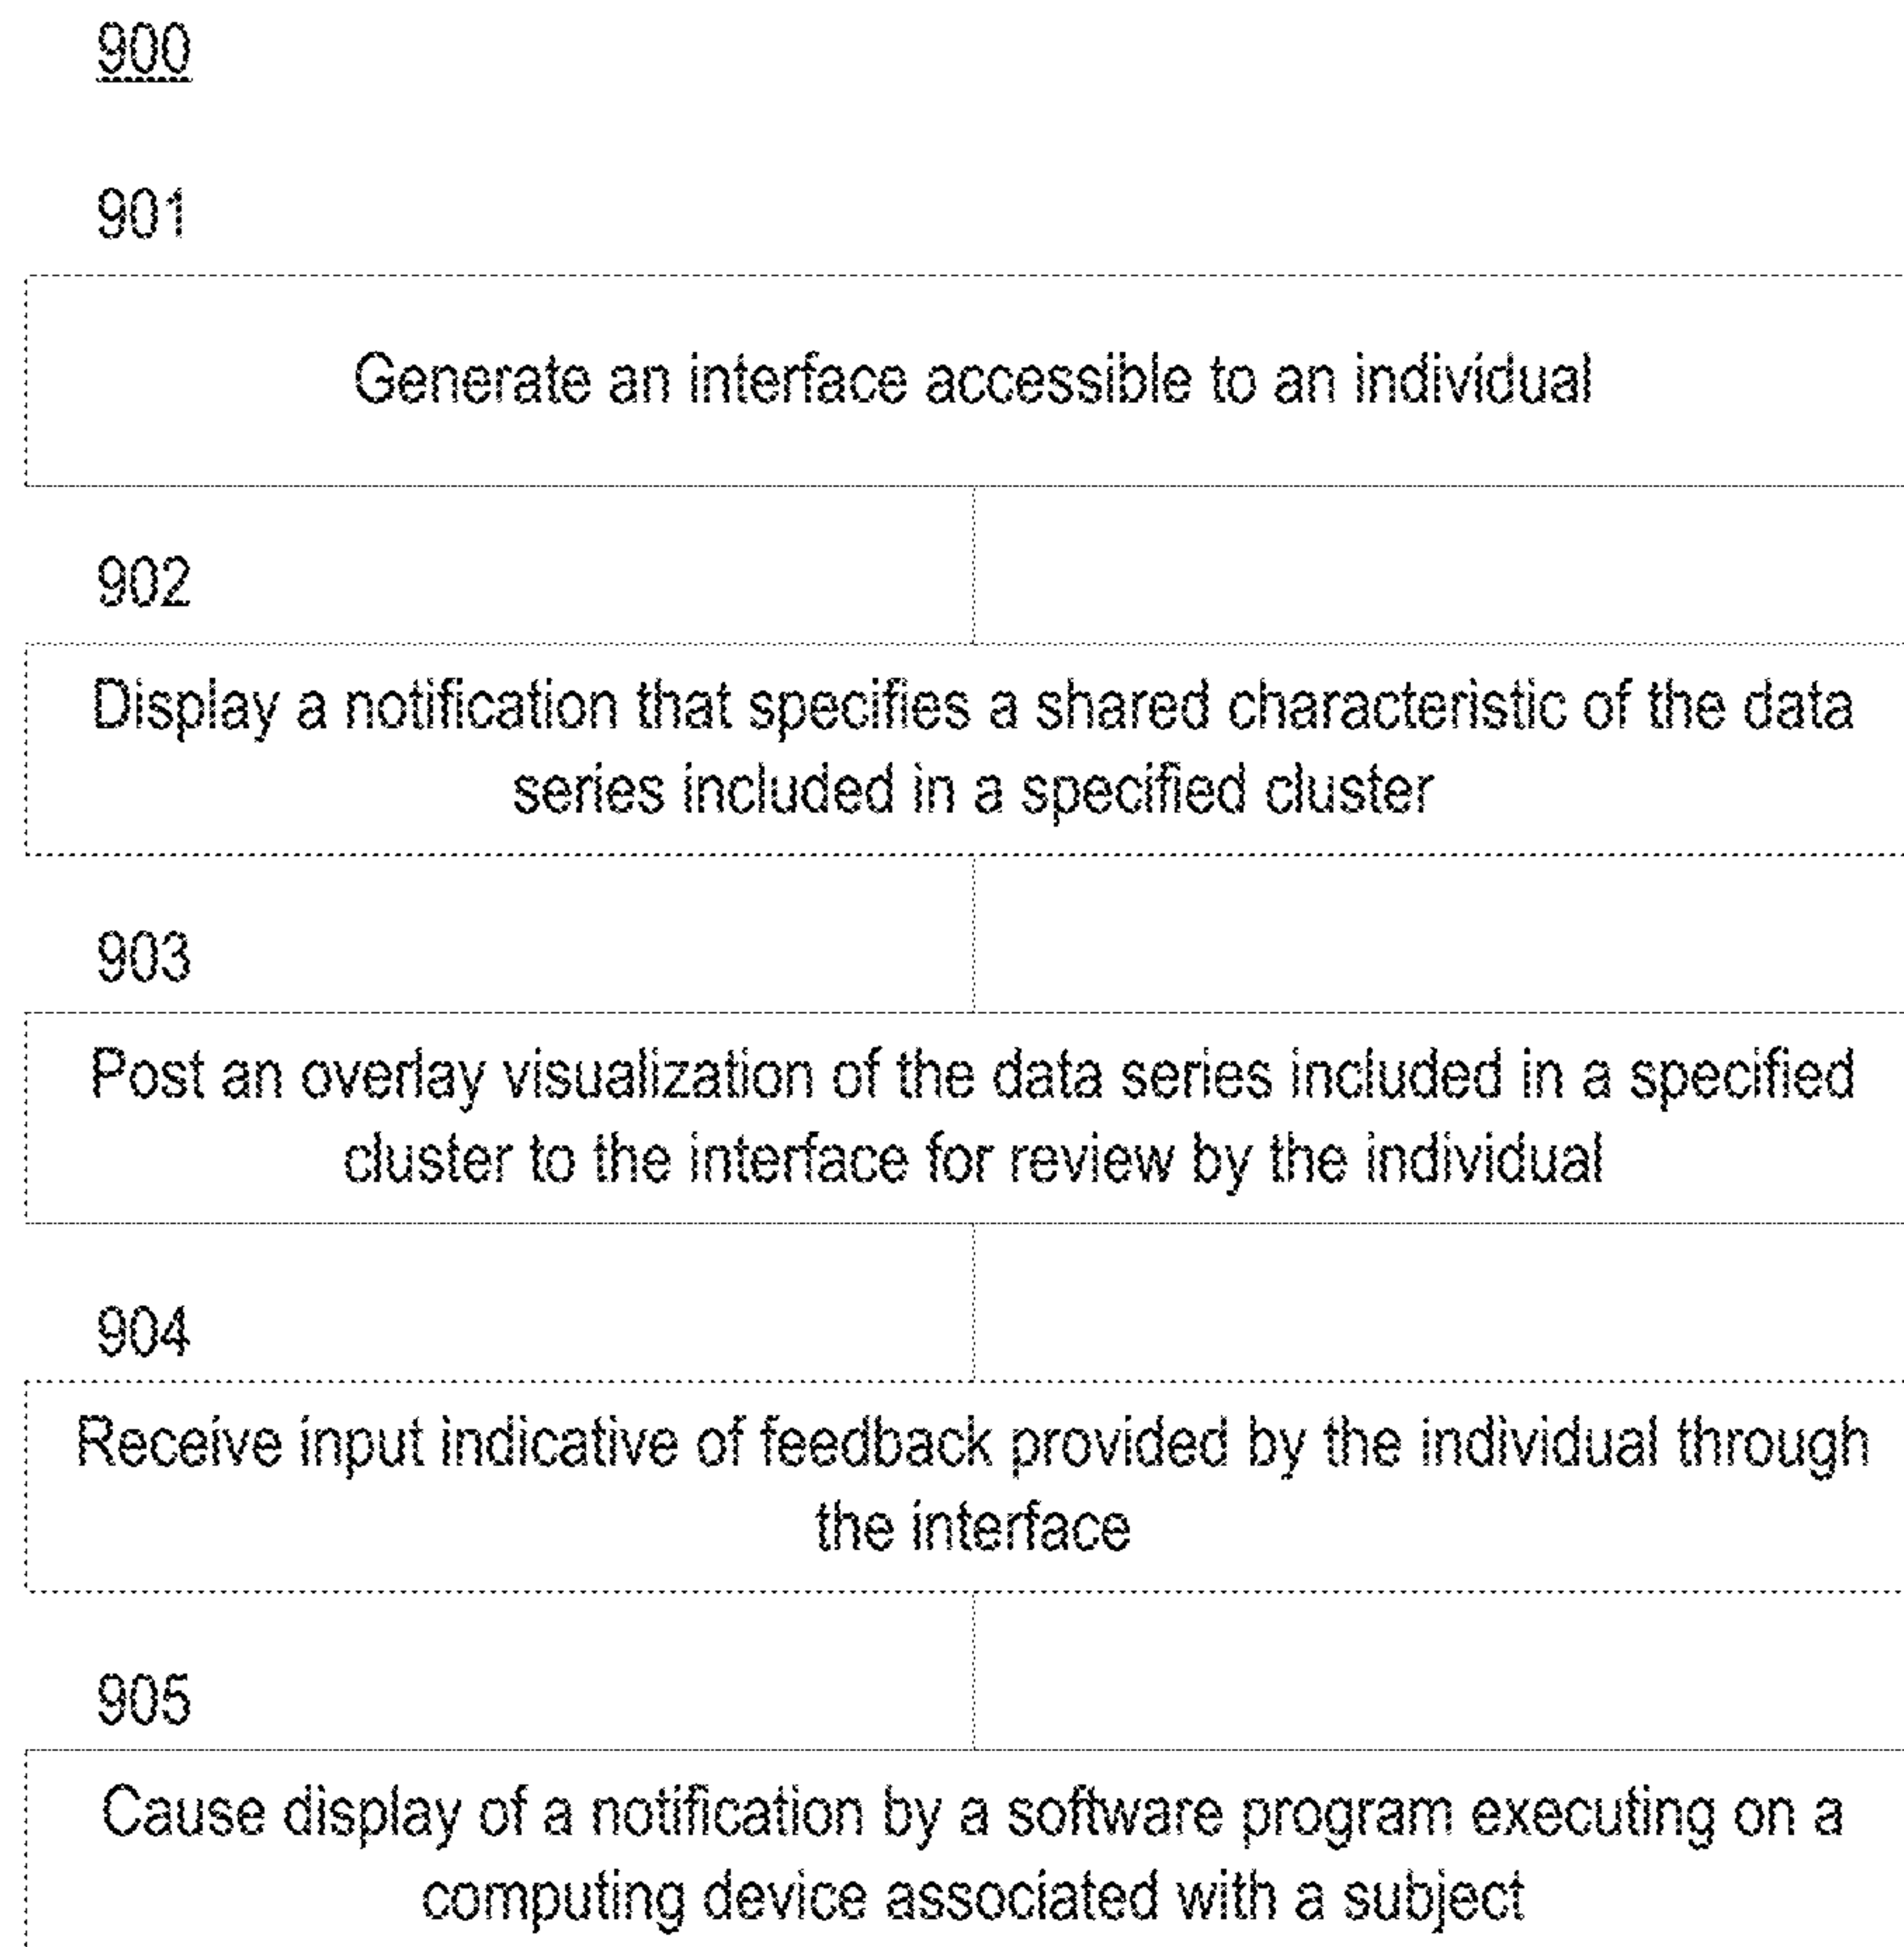 900
901
Generate an interface accessible to an individual
902
Display a notification that specifies a shared characteristic of the data
series included in a specified cluster
903
Post an overlay visualization of the data series included in a specified
cluster to the interface for review by the individual
904
Receive input indicative of feedback provided by the individual through
the interface
905
Cause display of a notification by a software program executing on a
computing device associated with a subject